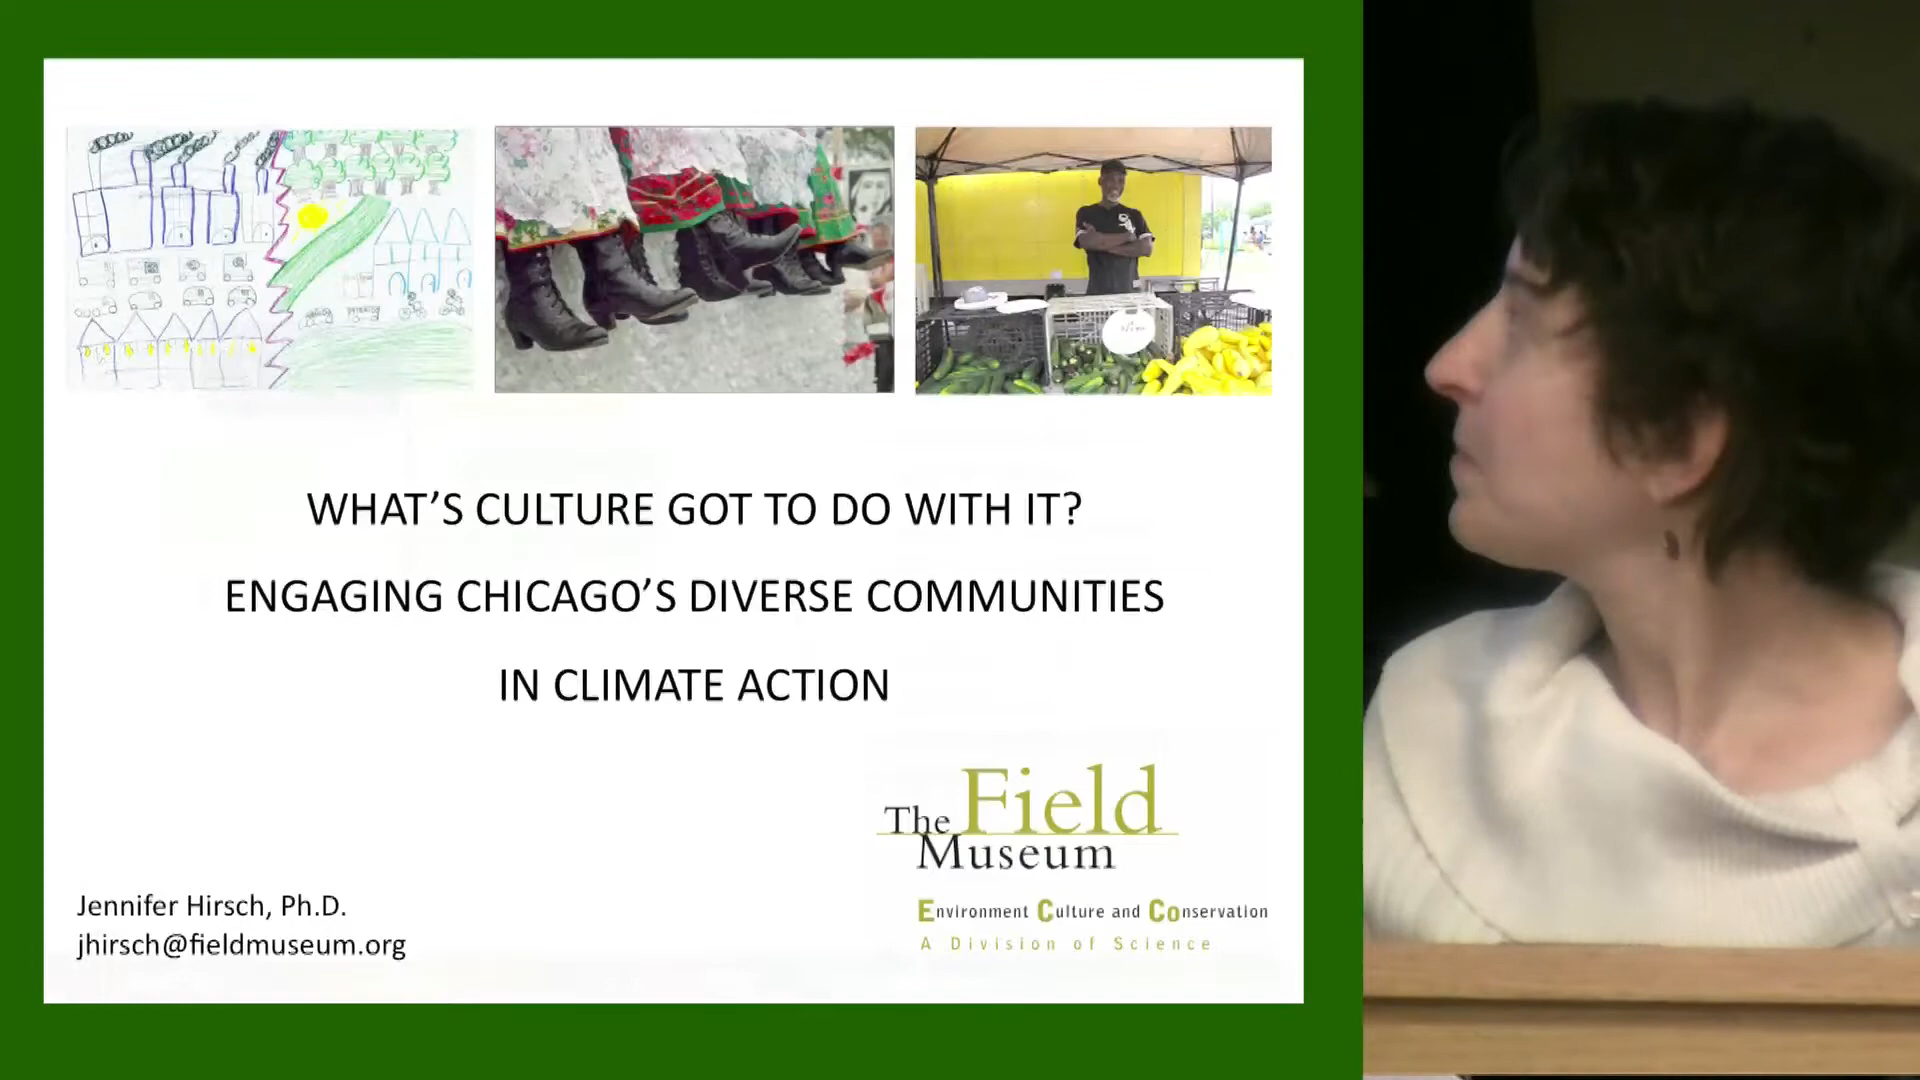 WHAT’S CULTURE GOT TO DO WITH IT?
ENGAGING CHICAGO’S DIVERSE COMMUNITIES
IN CLIMATE ACTION
The Field
Museum
Environment Culture and Conservation
A Division of Science
Jennifer Hirsch, Ph.D.
jhirsch@fieldmuseum.org